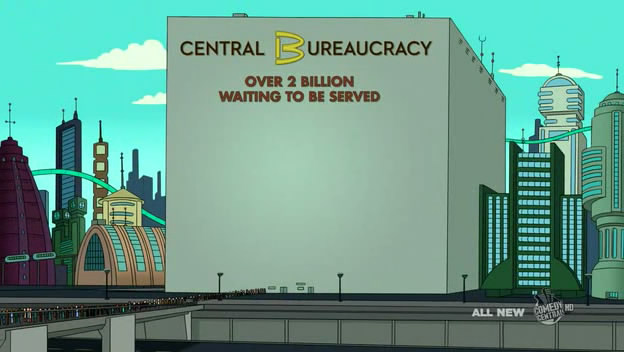 CENTRAL BUREAUCRACY
OVER 2 BILLION
WAITING TO BE SERVED
ALL NEW
COMEDY
CENTRAL HD